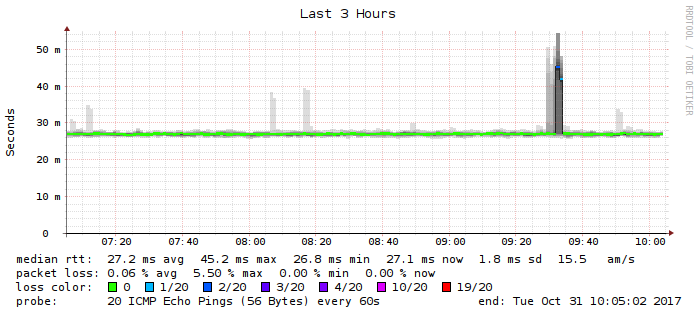 Last 3 Hours
RRDTOOL / TOBI OETIKER
Seconds
50 m
40 m
30 m
20 m
10 m
0
07:20 07:40 08:00 08:20 08:40 09:00 09:20 09:40 10:00
median rtt: 27.2 ms avg 45.2 ms max 26.8 ms min 27.1 ms now 1.8 ms sd 15.5 am/s
packet loss: 0.06 % avg 5.50 % max 0.00 % min 0.00 % now
loss color: 0 1/20 2/20 3/20 4/20 10/20 19/20
probe: 20 ICMP Echo Pings (56 Bytes) every 60s end: Tue Oct 31 10:05:02 2017